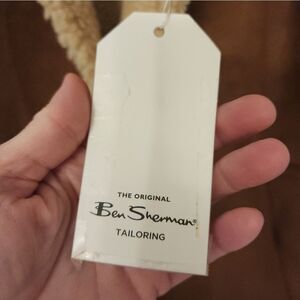 THE ORIGINAL
Ben Sherman®
TAILORING